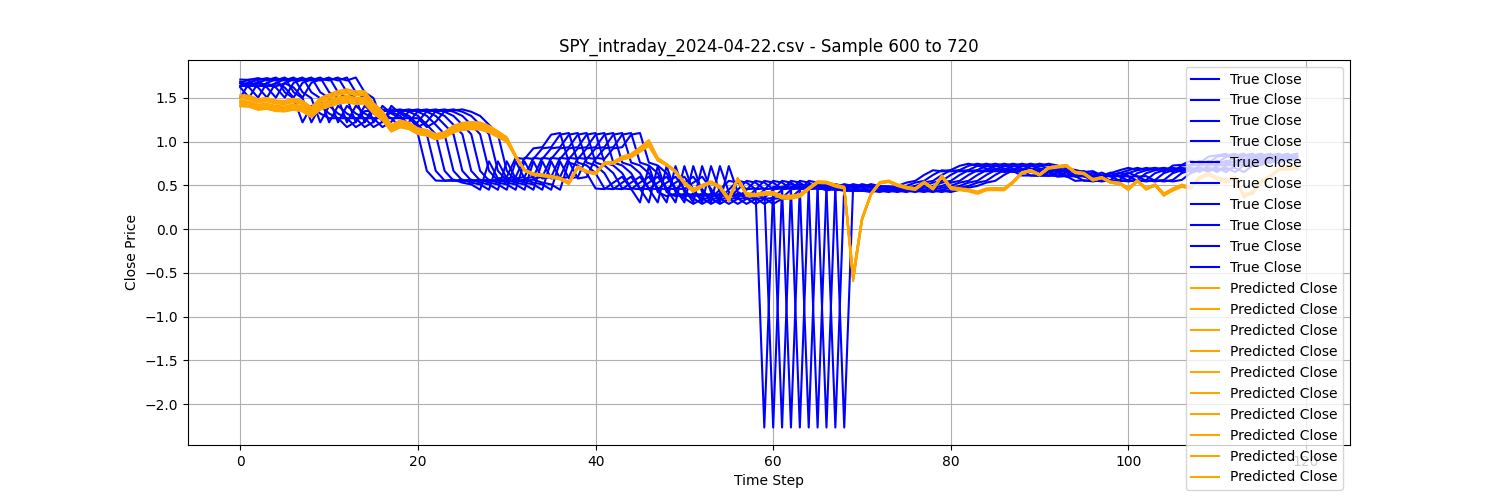 SPY_intraday_2024-04-22.csv - Sample 600 to 720
Close Price
1.5
1.0
0.5
0.0
−0.5
−1.0
−1.5
−2.0
True Close
True Close
True Close
True Close
True Close
True Close
True Close
True Close
True Close
True Close
Predicted Close
Predicted Close
Predicted Close
Predicted Close
Predicted Close
Predicted Close
Predicted Close
Predicted Close
Predicted Close
Predicted Close
0 20 40 60 80 100 120
Time Step